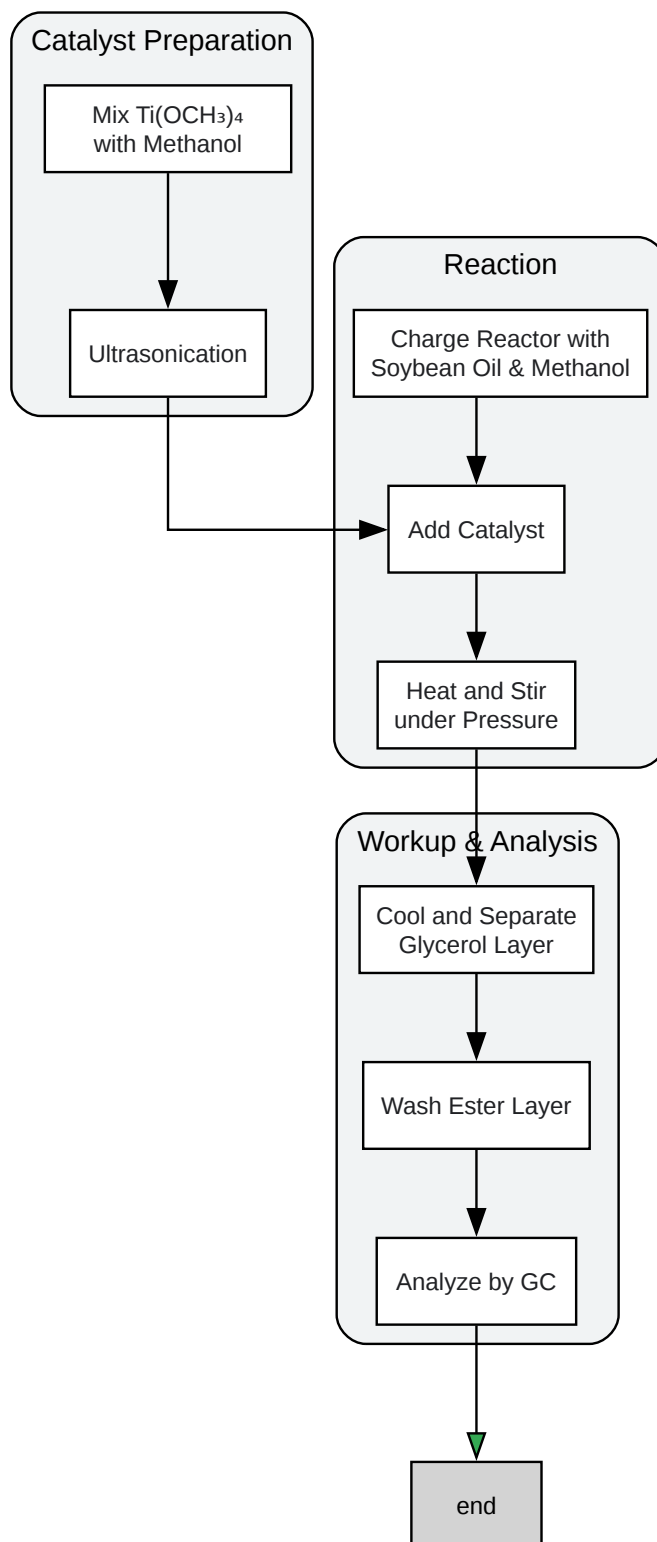 Catalyst Preparation
Mix Ti(OCH₃)₄
with Methanol
Ultrasonication
Reaction
Charge Reactor with
Soybean Oil & Methanol
Add Catalyst
Heat and Stir
under Pressure
Workup & Analysis
Cool and Separate
Glycerol Layer
Wash Ester Layer
Analyze by GC
end